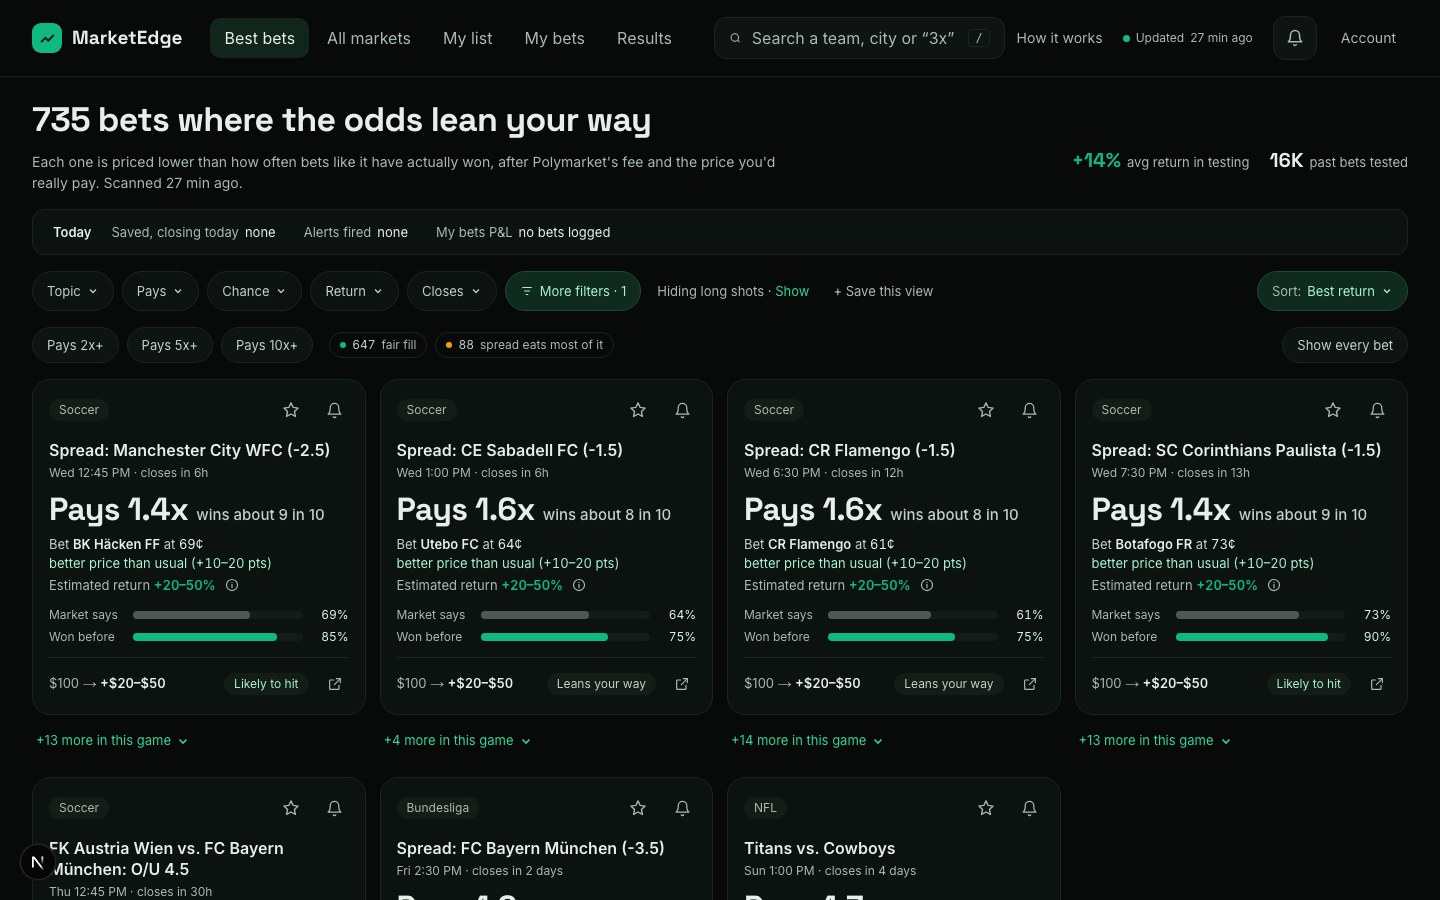 MarketEdge
Best bets
All markets
My list
My bets
Results
Search a team, city or “3x” /
How it works
Updated 27 min ago
Account
735 bets where the odds lean your way
Each one is priced lower than how often bets like it have actually won, after Polymarket's fee and the price you'd
really pay. Scanned 27 min ago.
+14% avg return in testing
16K past bets tested
Today Saved, closing today none Alerts fired none My bets P&L no bets logged
Topic
Pays
Chance
Return
Closes
More filters · 1
Hiding long shots · Show
+ Save this view
Sort: Best return
Pays 2x+
Pays 5x+
Pays 10x+
647 fair fill
88 spread eats most of it
Show every bet
Soccer
Spread: Manchester City WFC (-2.5)
Wed 12:45 PM · closes in 6h
Pays 1.4x wins about 9 in 10
Bet BK Häcken FF at 69¢
better price than usual (+10–20 pts)
Estimated return +20–50%
Market says 69%
Won before 85%
$100 → +$20–$50 Likely to hit
+13 more in this game
Soccer
Spread: CE Sabadell FC (-1.5)
Wed 1:00 PM · closes in 6h
Pays 1.6x wins about 8 in 10
Bet Utebo FC at 64¢
better price than usual (+10–20 pts)
Estimated return +20–50%
Market says 64%
Won before 75%
$100 → +$20–$50 Leans your way
+4 more in this game
Soccer
Spread: CR Flamengo (-1.5)
Wed 6:30 PM · closes in 12h
Pays 1.6x wins about 8 in 10
Bet CR Flamengo at 61¢
better price than usual (+10–20 pts)
Estimated return +20–50%
Market says 61%
Won before 75%
$100 → +$20–$50 Leans your way
+14 more in this game
Soccer
Spread: SC Corinthians Paulista (-1.5)
Wed 7:30 PM · closes in 13h
Pays 1.4x wins about 9 in 10
Bet Botafogo FR at 73¢
better price than usual (+10–20 pts)
Estimated return +20–50%
Market says 73%
Won before 90%
$100 → +$20–$50 Likely to hit
+13 more in this game
Soccer
FK Austria Wien vs. FC Bayern
München: O/U 4.5
Thu 12:45 PM · closes in 30h
N
Bundesliga
Spread: FC Bayern München (-3.5)
Fri 2:30 PM · closes in 2 days
NFL
Titans vs. Cowboys
Sun 1:00 PM · closes in 4 days